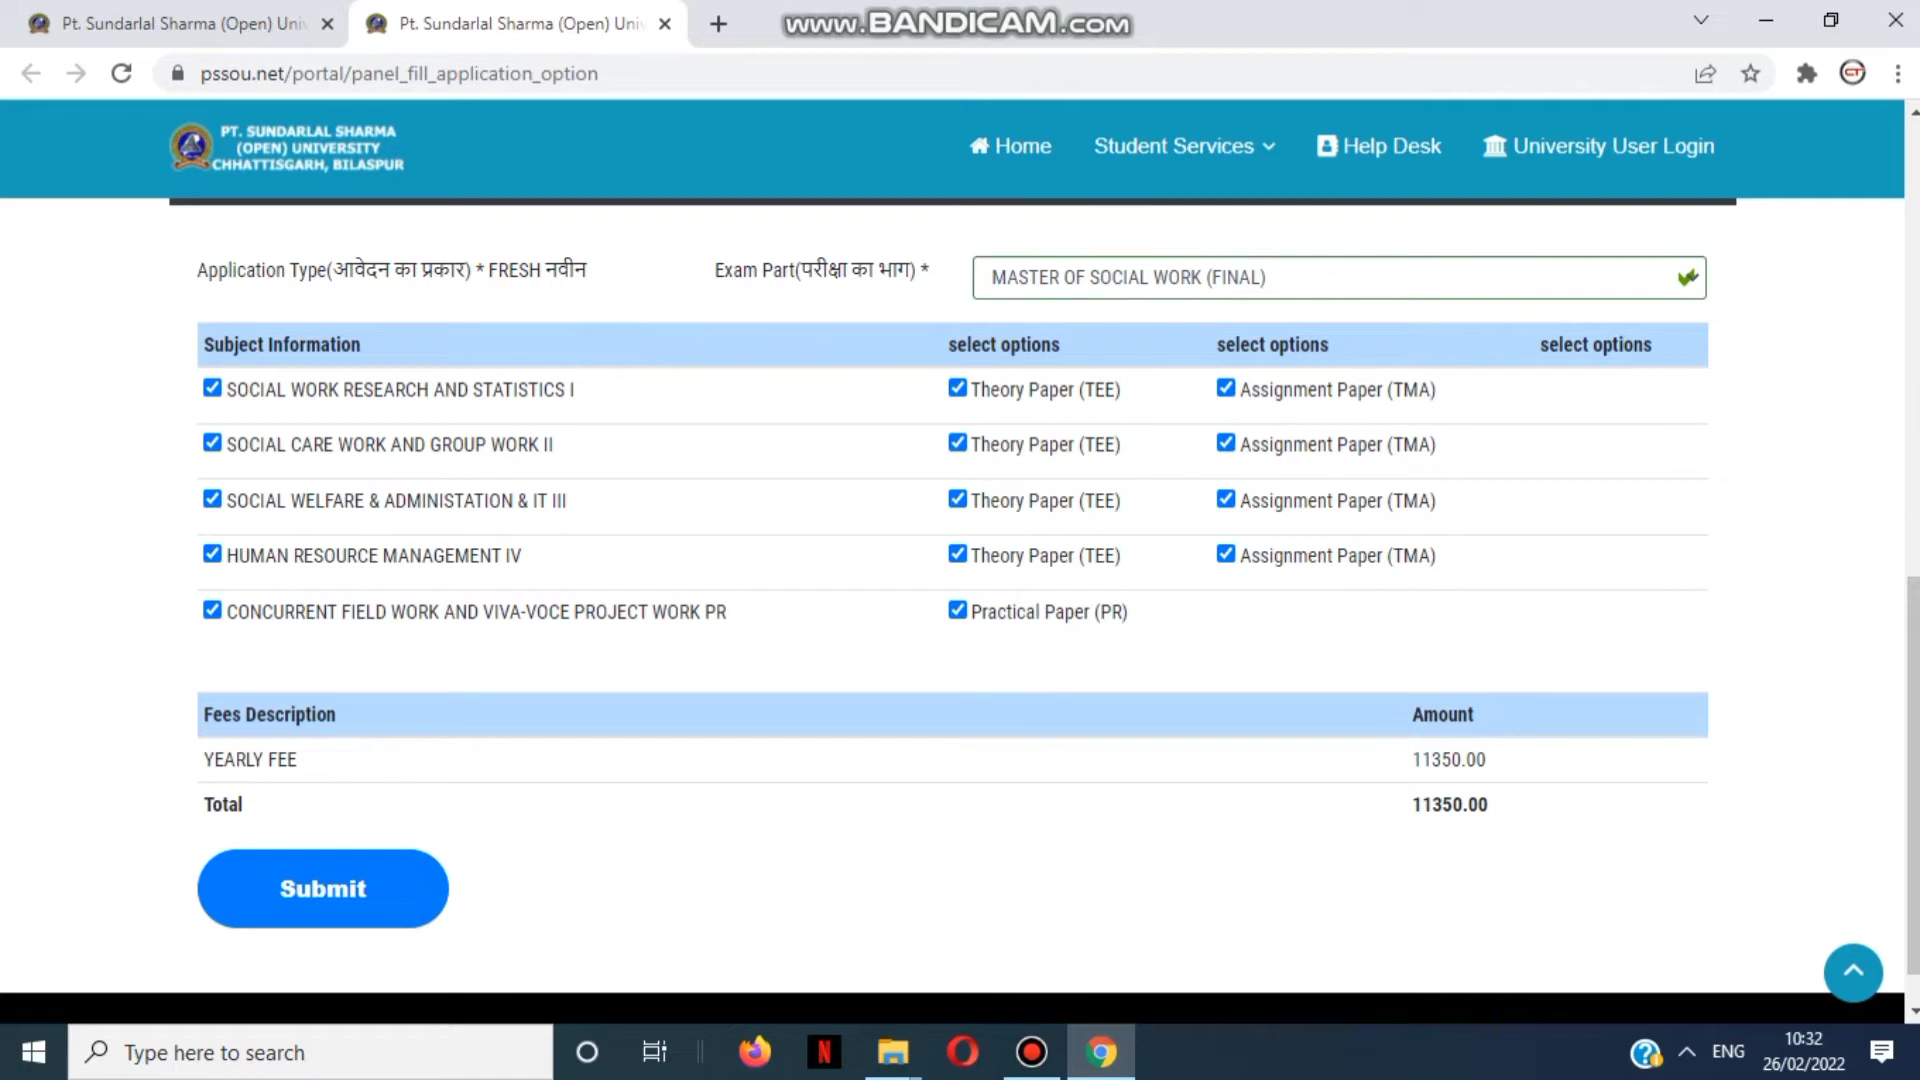 Pt. Sundarlal Sharma (Open) Univ
Pt. Sundarlal Sharma (Open) Univ
www.BANDICAM.com
pssou.net/portal/panel_fill_application_option
PT. SUNDARLAL SHARMA
(OPEN) UNIVERSITY
CHHATTISGARH, BILASPUR
Home
Student Services
Help Desk
University User Login
Application Type(आवेदन का प्रकार) * FRESH नवीन
Exam Part(परीक्षा का भाग) *
MASTER OF SOCIAL WORK (FINAL)
Subject Information select options select options select options
SOCIAL WORK RESEARCH AND STATISTICS I Theory Paper (TEE) Assignment Paper (TMA)
SOCIAL CARE WORK AND GROUP WORK II Theory Paper (TEE) Assignment Paper (TMA)
SOCIAL WELFARE & ADMINISTATION & IT III Theory Paper (TEE) Assignment Paper (TMA)
HUMAN RESOURCE MANAGEMENT IV Theory Paper (TEE) Assignment Paper (TMA)
CONCURRENT FIELD WORK AND VIVA-VOCE PROJECT WORK PR Practical Paper (PR)
Fees Description Amount
YEARLY FEE 11350.00
Total 11350.00
Submit
Type here to search
ENG
10:32
26/02/2022